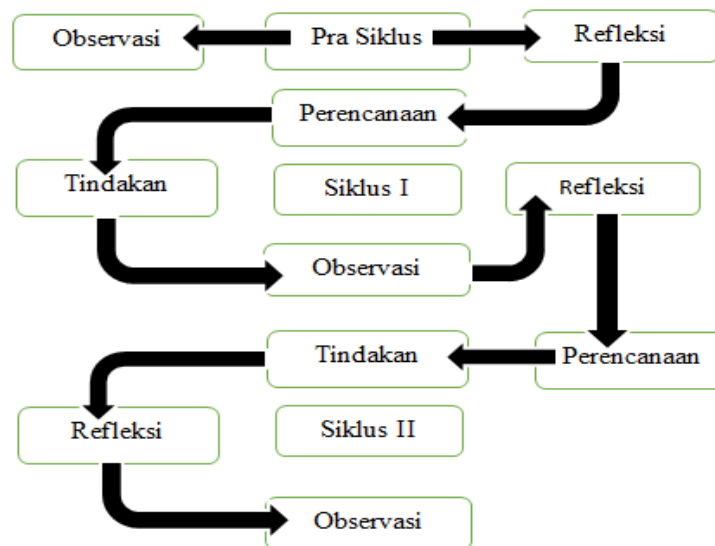 Observasi
Pra Siklus
Refleksi
Perencanaan
Tindakan
Siklus I
Refleksi
Observasi
Tindakan
Perencanaan
Refleksi
Siklus II
Observasi